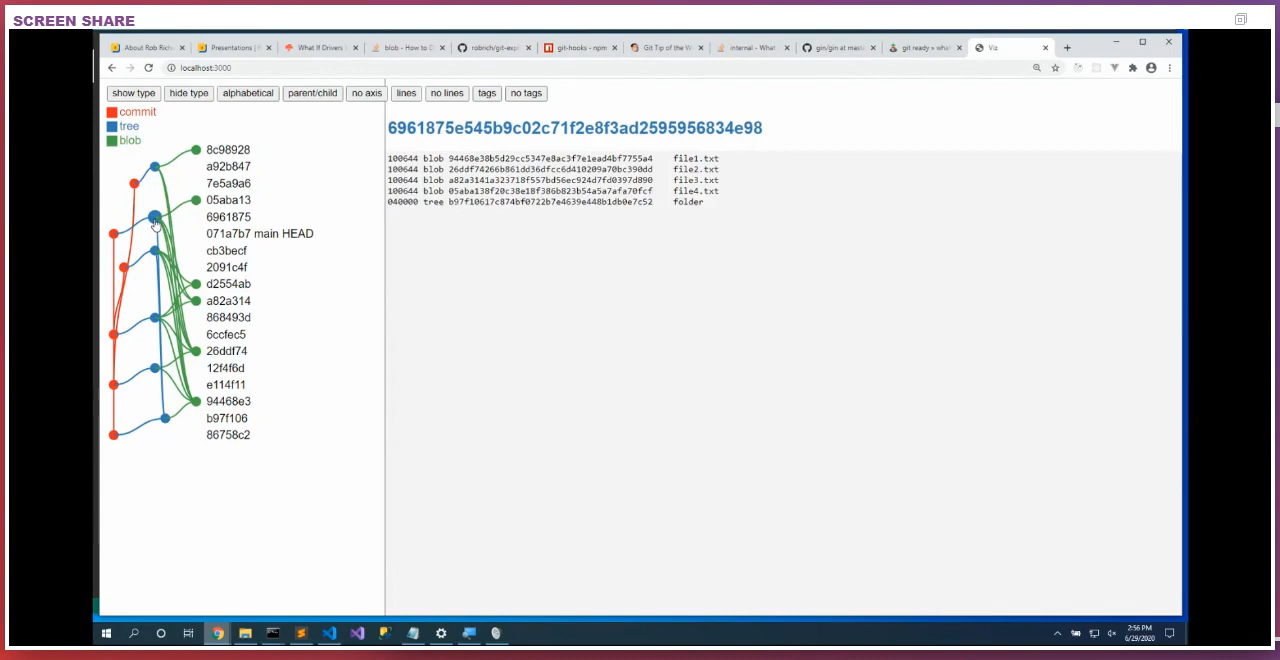 SCREEN SHARE
About Rob Rich
Presentations |
What If Drivers
blob - How to D
robrich/git-expl
git-hooks - npm
Git Tip of the W
internal - What
gin/gin at mast
git ready » wha
Viz
localhost:3000
show type hide type alphabetical parent/child no axis lines no lines tags no tags
commit
tree
blob
8c98928
a92b847
7e5a9a6
05aba13
6961875
071a7b7 main HEAD
cb3becf
2091c4f
d2554ab
a82a314
868493d
6ccfec5
26ddf74
12f4f6d
e114f11
94468e3
b97f106
86758c2
6961875e545b9c02c71f2e8f3ad2595956834e98
100644 blob 94468e38b5d29cc5347e8ac3f7e1ead4bf7755a4 file1.txt
100644 blob 26ddf74266b861dd36dfcc6d410209a70bc390dd file2.txt
100644 blob a82a3141a323718f557bd56ec924d7fd0397d890 file3.txt
100644 blob 05aba138f20c38e18f386b823b54a5a7afa70fcf file4.txt
040000 tree b97f10617c874bf0722b7e4639e448b1db0e7c52 folder
2:56 PM
6/29/2020